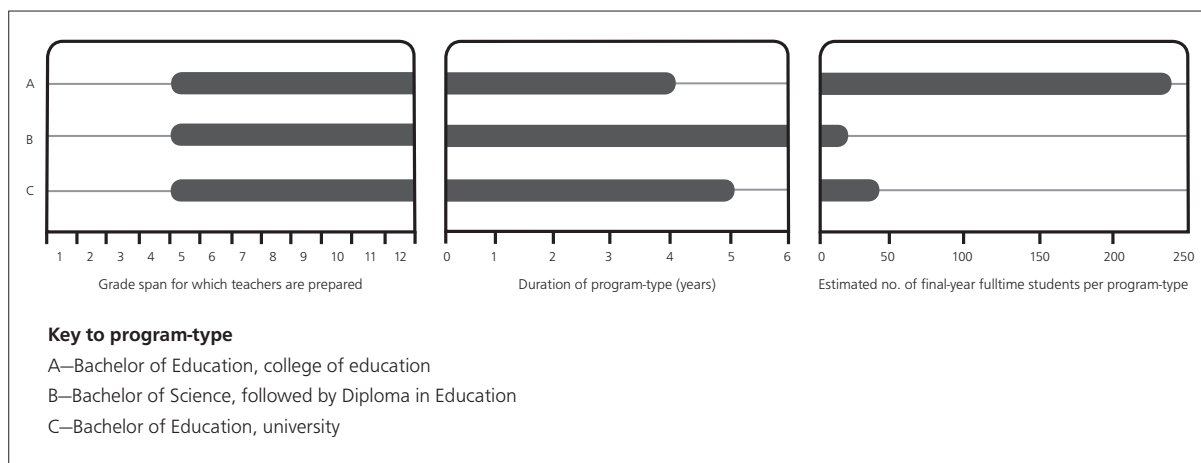 A
B
C
1 2 3 4 5 6 7 8 9 10 11 12
0 1 2 3 4 5 6
0 50 100 150 200 250
Grade span for which teachers are prepared
Duration of program-type (years)
Estimated no. of final-year fulltime students per program-type
Key to program-type
A—Bachelor of Education, college of education
B—Bachelor of Science, followed by Diploma in Education
C—Bachelor of Education, university